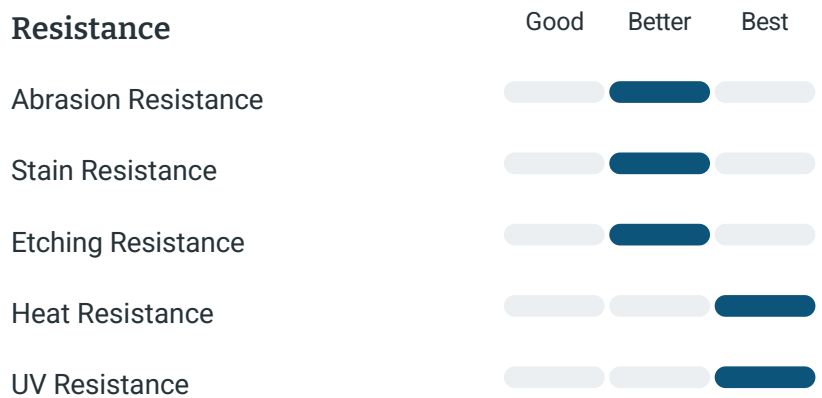 Resistance Good Better Best
Abrasion Resistance
Stain Resistance
Etching Resistance
Heat Resistance
UV Resistance